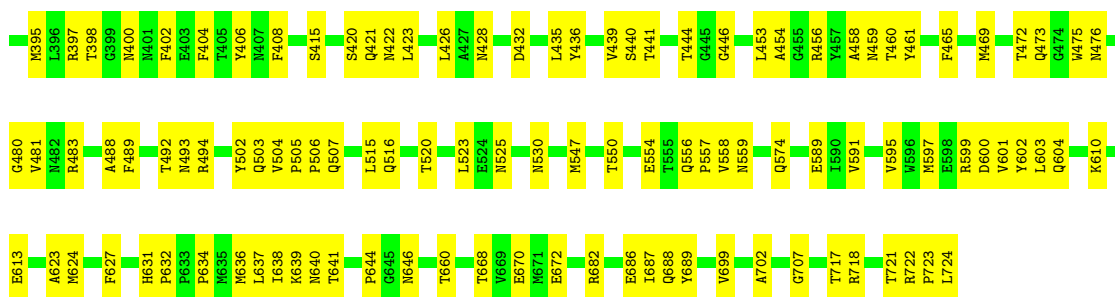 M395 L396 R397 T398 G399 N400 N401 F402 E403 F404 T405 Y406 N407 F408 S415 S420 Q421 N422 L423 L426 A427 N428 D432 L435 Y436 V439 S440 T441 T444 G445 G446 L453 A454 G455 R456 Y457 A458 N459 T460 Y461 F465 M469 T472 Q473 G474 W475 N476
G480 V481 N482 R483 A488 F489 T492 N493 R494 Y502 Q503 V504 P505 P506 Q507 L515 Q516 T520 L523 E524 N525 N530 M547 T550 E554 T555 Q556 P557 V558 N559 Q574 E589 I590 V591 V595 W596 M597 E598 R599 D600 V601 Y602 L603 Q604 K610
E613 A623 M624 F627 H631 P632 P633 P634 M635 M636 L637 I638 K639 N640 T641 P644 G645 N646 T660 T668 V669 E670 M671 E672 R682 E686 I687 Q688 Y689 V699 A702 G707 T717 R718 T721 R722 P723 L724